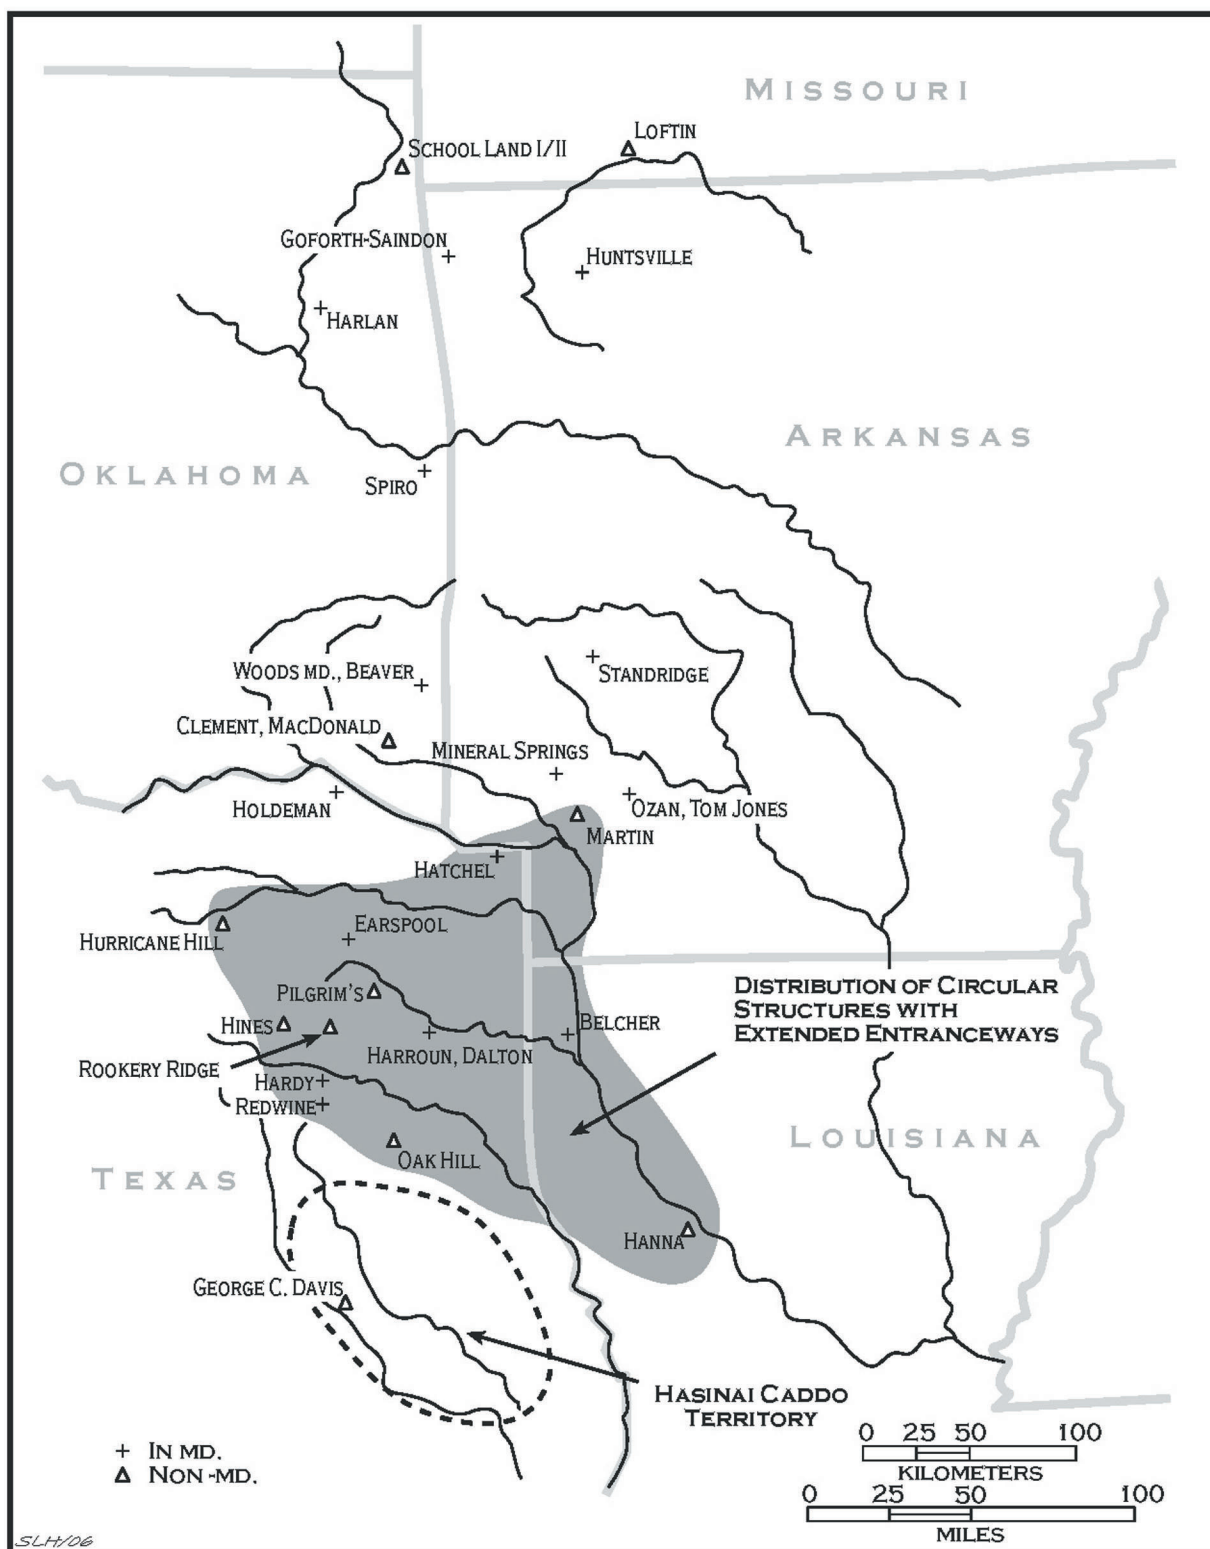 MISSOURI
LOFTIN
SCHOOL LAND I/II
GOFORTH-SAINDON
HUNTSVILLE
HARLAN
ARKANSAS
OKLAHOMA
SPIRO
WOODS MD., BEAVER
STANDRIDGE
CLEMENT, MACDONALD
MINERAL SPRINGS
HOLDEMAN
OZAN, TOM JONES
MARTIN
HATCHEL
EARSPOOL
HURRICANE HILL
DISTRIBUTION OF CIRCULAR
STRUCTURES WITH
EXTENDED ENTRANCEWAYS
PILGRIM'S
HINES
BELCHER
HARROUN, DALTON
ROOKERY RIDGE
HARDY
REDWINE
LOUISIANA
OAK HILL
TEXAS
HANNA
GEORGE C. DAVIS
HASINAI CADDO
TERRITORY
+ IN MD.
△ NON-MD.
0 25 50 100
KILOMETERS
0 25 50 100
MILES
SLH/06